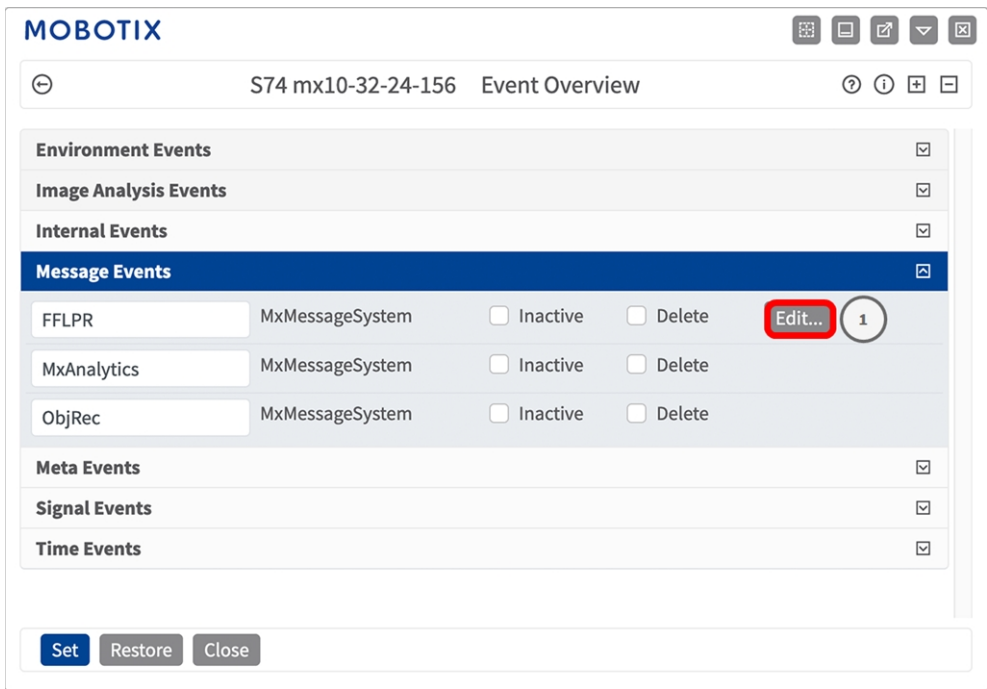 MOBOTIX
S74 mx10-32-24-156 Event Overview
Environment Events
Image Analysis Events
Internal Events
Message Events
FFLPR MxMessageSystem Inactive Delete Edit... 1
MxAnalytics MxMessageSystem Inactive Delete
ObjRec MxMessageSystem Inactive Delete
Meta Events
Signal Events
Time Events
Set Restore Close